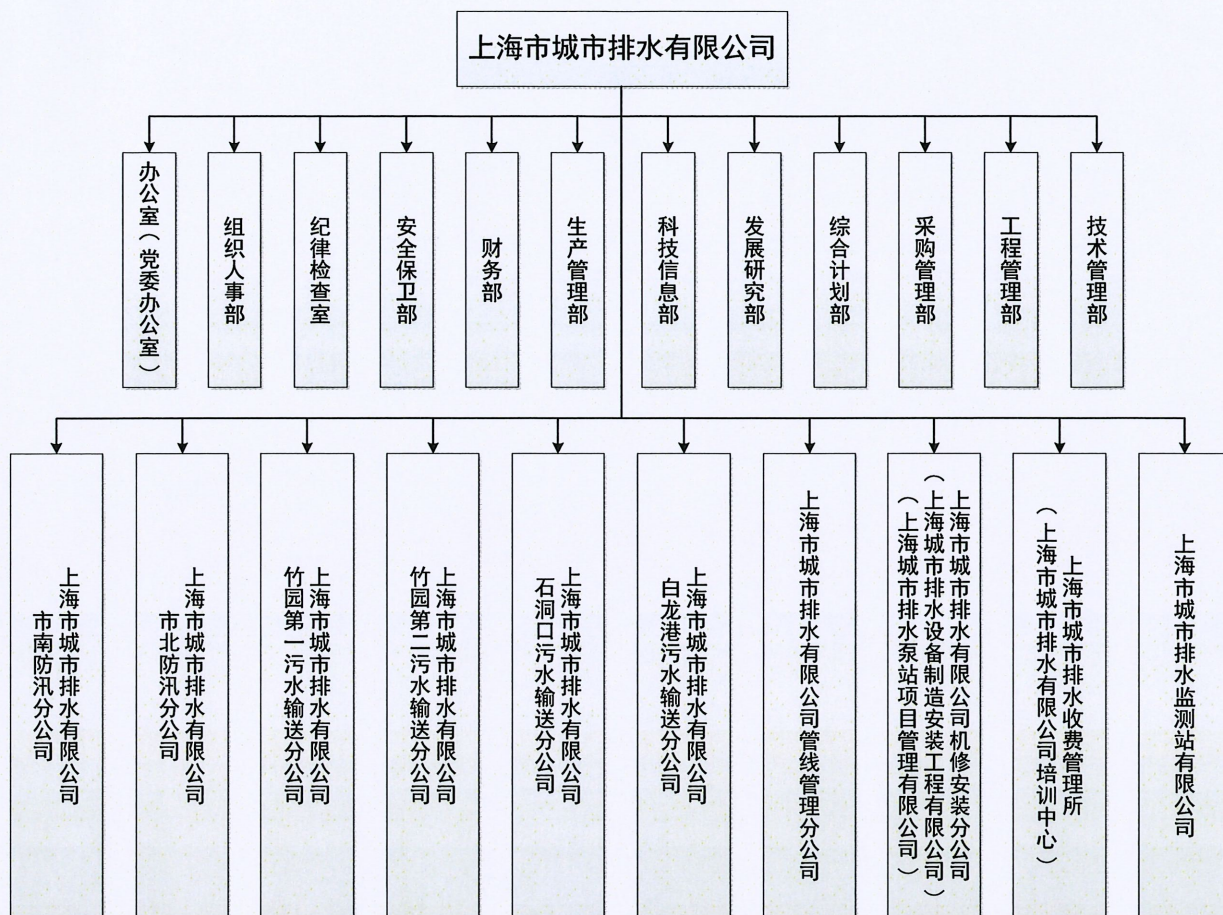 上海市城市排水有限公司
办公室（党委办公室）
组织人事部
纪律检查室
安全保卫部
财务部
生产管理部
科技信息部
发展研究部
综合计划部
采购管理部
工程管理部
技术管理部
上海市城市排水有限公司
市南防汛分公司
上海市城市排水有限公司
市北防汛分公司
上海市城市排水有限公司
竹园第一污水输送分公司
上海市城市排水有限公司
竹园第二污水输送分公司
上海市城市排水有限公司
石洞口污水输送分公司
上海市城市排水有限公司
白龙港污水输送分公司
上海市城市排水有限公司管线管理分公司
上海市城市排水有限公司机修安装分公司
（上海城市排水设备制造安装工程有限公司）
（上海城市排水泵站项目管理有限公司）
上海市城市排水收费管理所
（上海市城市排水有限公司培训中心）
上海市城市排水监测站有限公司